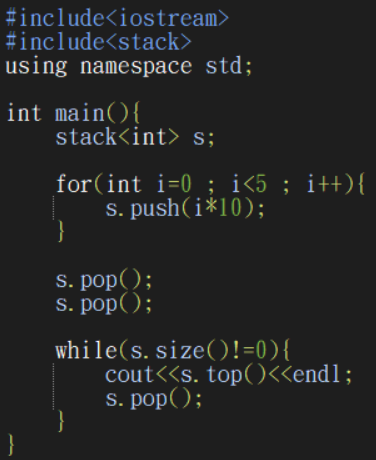 #include<iostream>
#include<stack>
using namespace std;
int main(){
stack<int> s;
for(int i=0 ; i<5 ; i++){
s.push(i*10);
}
s.pop();
s.pop();
while(s.size()!=0){
cout<<s.top()<<endl;
s.pop();
}
}